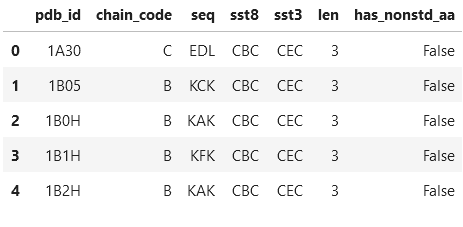 pdb_id chain_code seq sst8 sst3 len has_nonstd_aa
0 1A30 C EDL CBC CEC 3 False
1 1B05 B KCK CBC CEC 3 False
2 1B0H B KAK CBC CEC 3 False
3 1B1H B KFK CBC CEC 3 False
4 1B2H B KAK CBC CEC 3 False